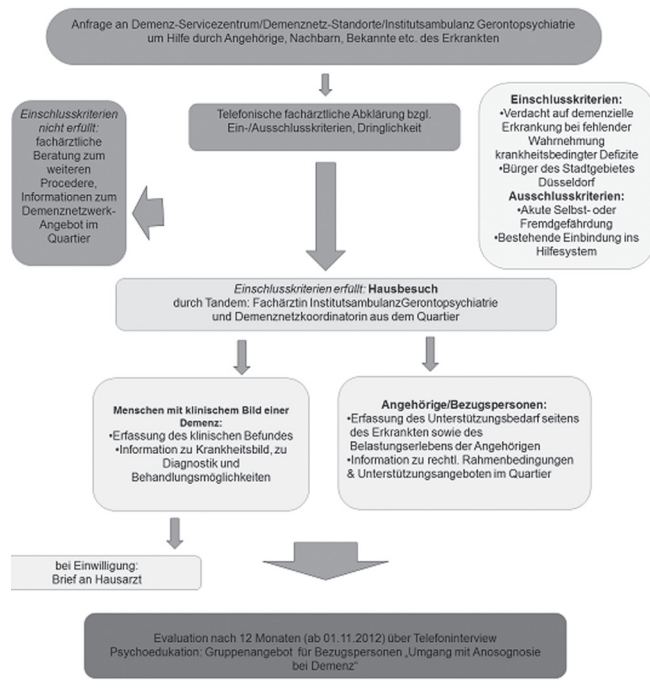 Anfrage an Demenz-Servicezentrum/Demenznetz-Standorte/Institutsambulanz Gerontopsychiatrie
um Hilfe durch Angehörige, Nachbarn, Bekannte etc. des Erkrankten
Einschlusskriterien
nicht erfüllt:
fachärztliche
Beratung zum
weiteren
Procedere,
Informationen zum
Demenznetzwerk-
Angebot im
Quartier
Telefonische fachärztliche Abklärung bzgl.
Ein-/Ausschlusskriterien, Dringlichkeit
Einschlusskriterien:
•Verdacht auf demenzielle
Erkrankung bei fehlender
Wahrnehmung
krankheitsbedingter Defizite
•Bürger des Stadtgebietes
Düsseldorf
Ausschlusskriterien:
•Akute Selbst- oder
Fremdgefährdung
•Bestehende Einbindung ins
Hilfesystem
Einschlusskriterien erfüllt: Hausbesuch
durch Tandem: Fachärztin InstitutsambulanzGerontopsychiatrie
und Demenznetzkoordinatorin aus dem Quartier
Menschen mit klinischem Bild einer
Demenz:
•Erfassung des klinischen Befundes
•Information zu Krankheitsbild, zu
Diagnostik und
Behandlungsmöglichkeiten
Angehörige/Bezugspersonen:
•Erfassung des Unterstützungsbedarf seitens
des Erkrankten sowie des
Belastungserlebens der Angehörigen
•Information zu rechtl. Rahmenbedingungen
& Unterstützungsangeboten im Quartier
bei Einwilligung:
Brief an Hausarzt
Evaluation nach 12 Monaten (ab 01.11.2012) über Telefoninterview
Psychoedukation: Gruppenangebot für Bezugspersonen „Umgang mit Anosognosie
bei Demenz“